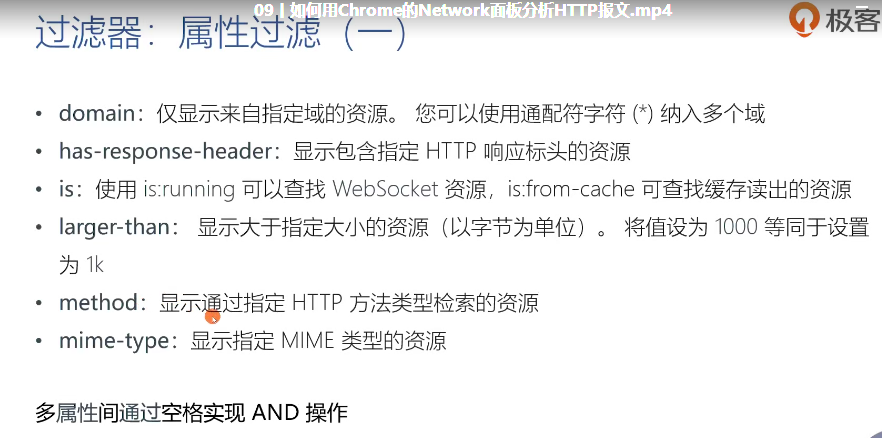 09丨如何用Chrome的Network面板分析HTTP报文.mp4
极客
过滤器：属性过滤（一）
• domain：仅显示来自指定域的资源。 您可以使用通配符字符 (*) 纳入多个域
• has-response-header：显示包含指定 HTTP 响应标头的资源
• is：使用 is:running 可以查找 WebSocket 资源，is:from-cache 可查找缓存读出的资源
• larger-than： 显示大于指定大小的资源（以字节为单位）。 将值设为 1000 等同于设置
为 1k
• method：显示通过指定 HTTP 方法类型检索的资源
• mime-type：显示指定 MIME 类型的资源
多属性间通过空格实现 AND 操作